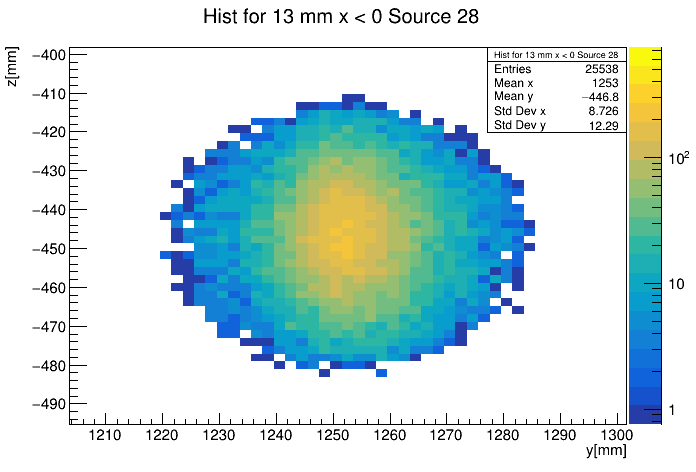 Hist for 13 mm x < 0 Source 28
z[mm]
−400
−410
−420
−430
−440
−450
−460
−470
−480
−490
Hist for 13 mm x < 0 Source 28
Entries 25538
Mean x 1253
Mean y −446.8
Std Dev x 8.726
Std Dev y 12.29
10²
10
1
1210 1220 1230 1240 1250 1260 1270 1280 1290 1300
y[mm]